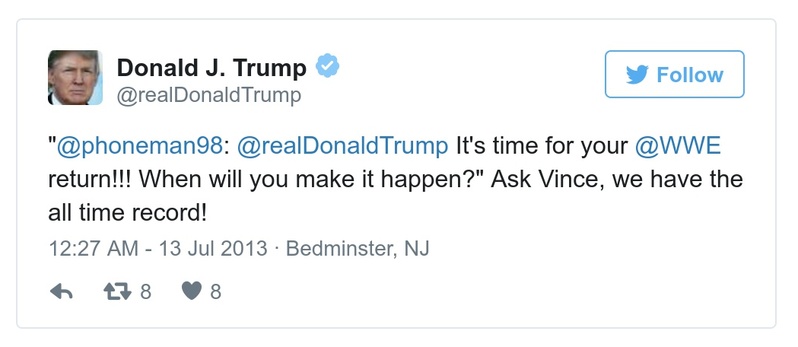 Donald J. Trump
@realDonaldTrump
Follow
"@phoneman98: @realDonaldTrump It's time for your @WWE
return!!! When will you make it happen?" Ask Vince, we have the
all time record!
12:27 AM - 13 Jul 2013 · Bedminster, NJ
8 8